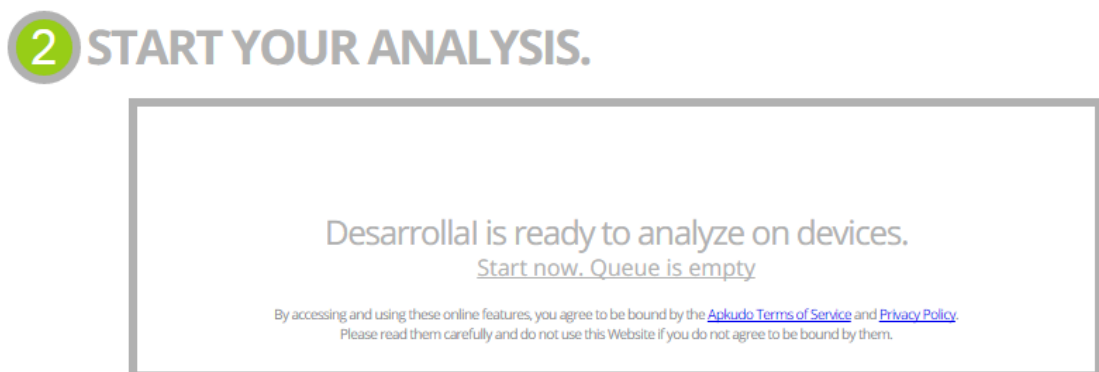 2 START YOUR ANALYSIS.
Desarrollal is ready to analyze on devices.
Start now. Queue is empty
By accessing and using these online features, you agree to be bound by the Apkudo Terms of Service and Privacy Policy.
Please read them carefully and do not use this Website if you do not agree to be bound by them.